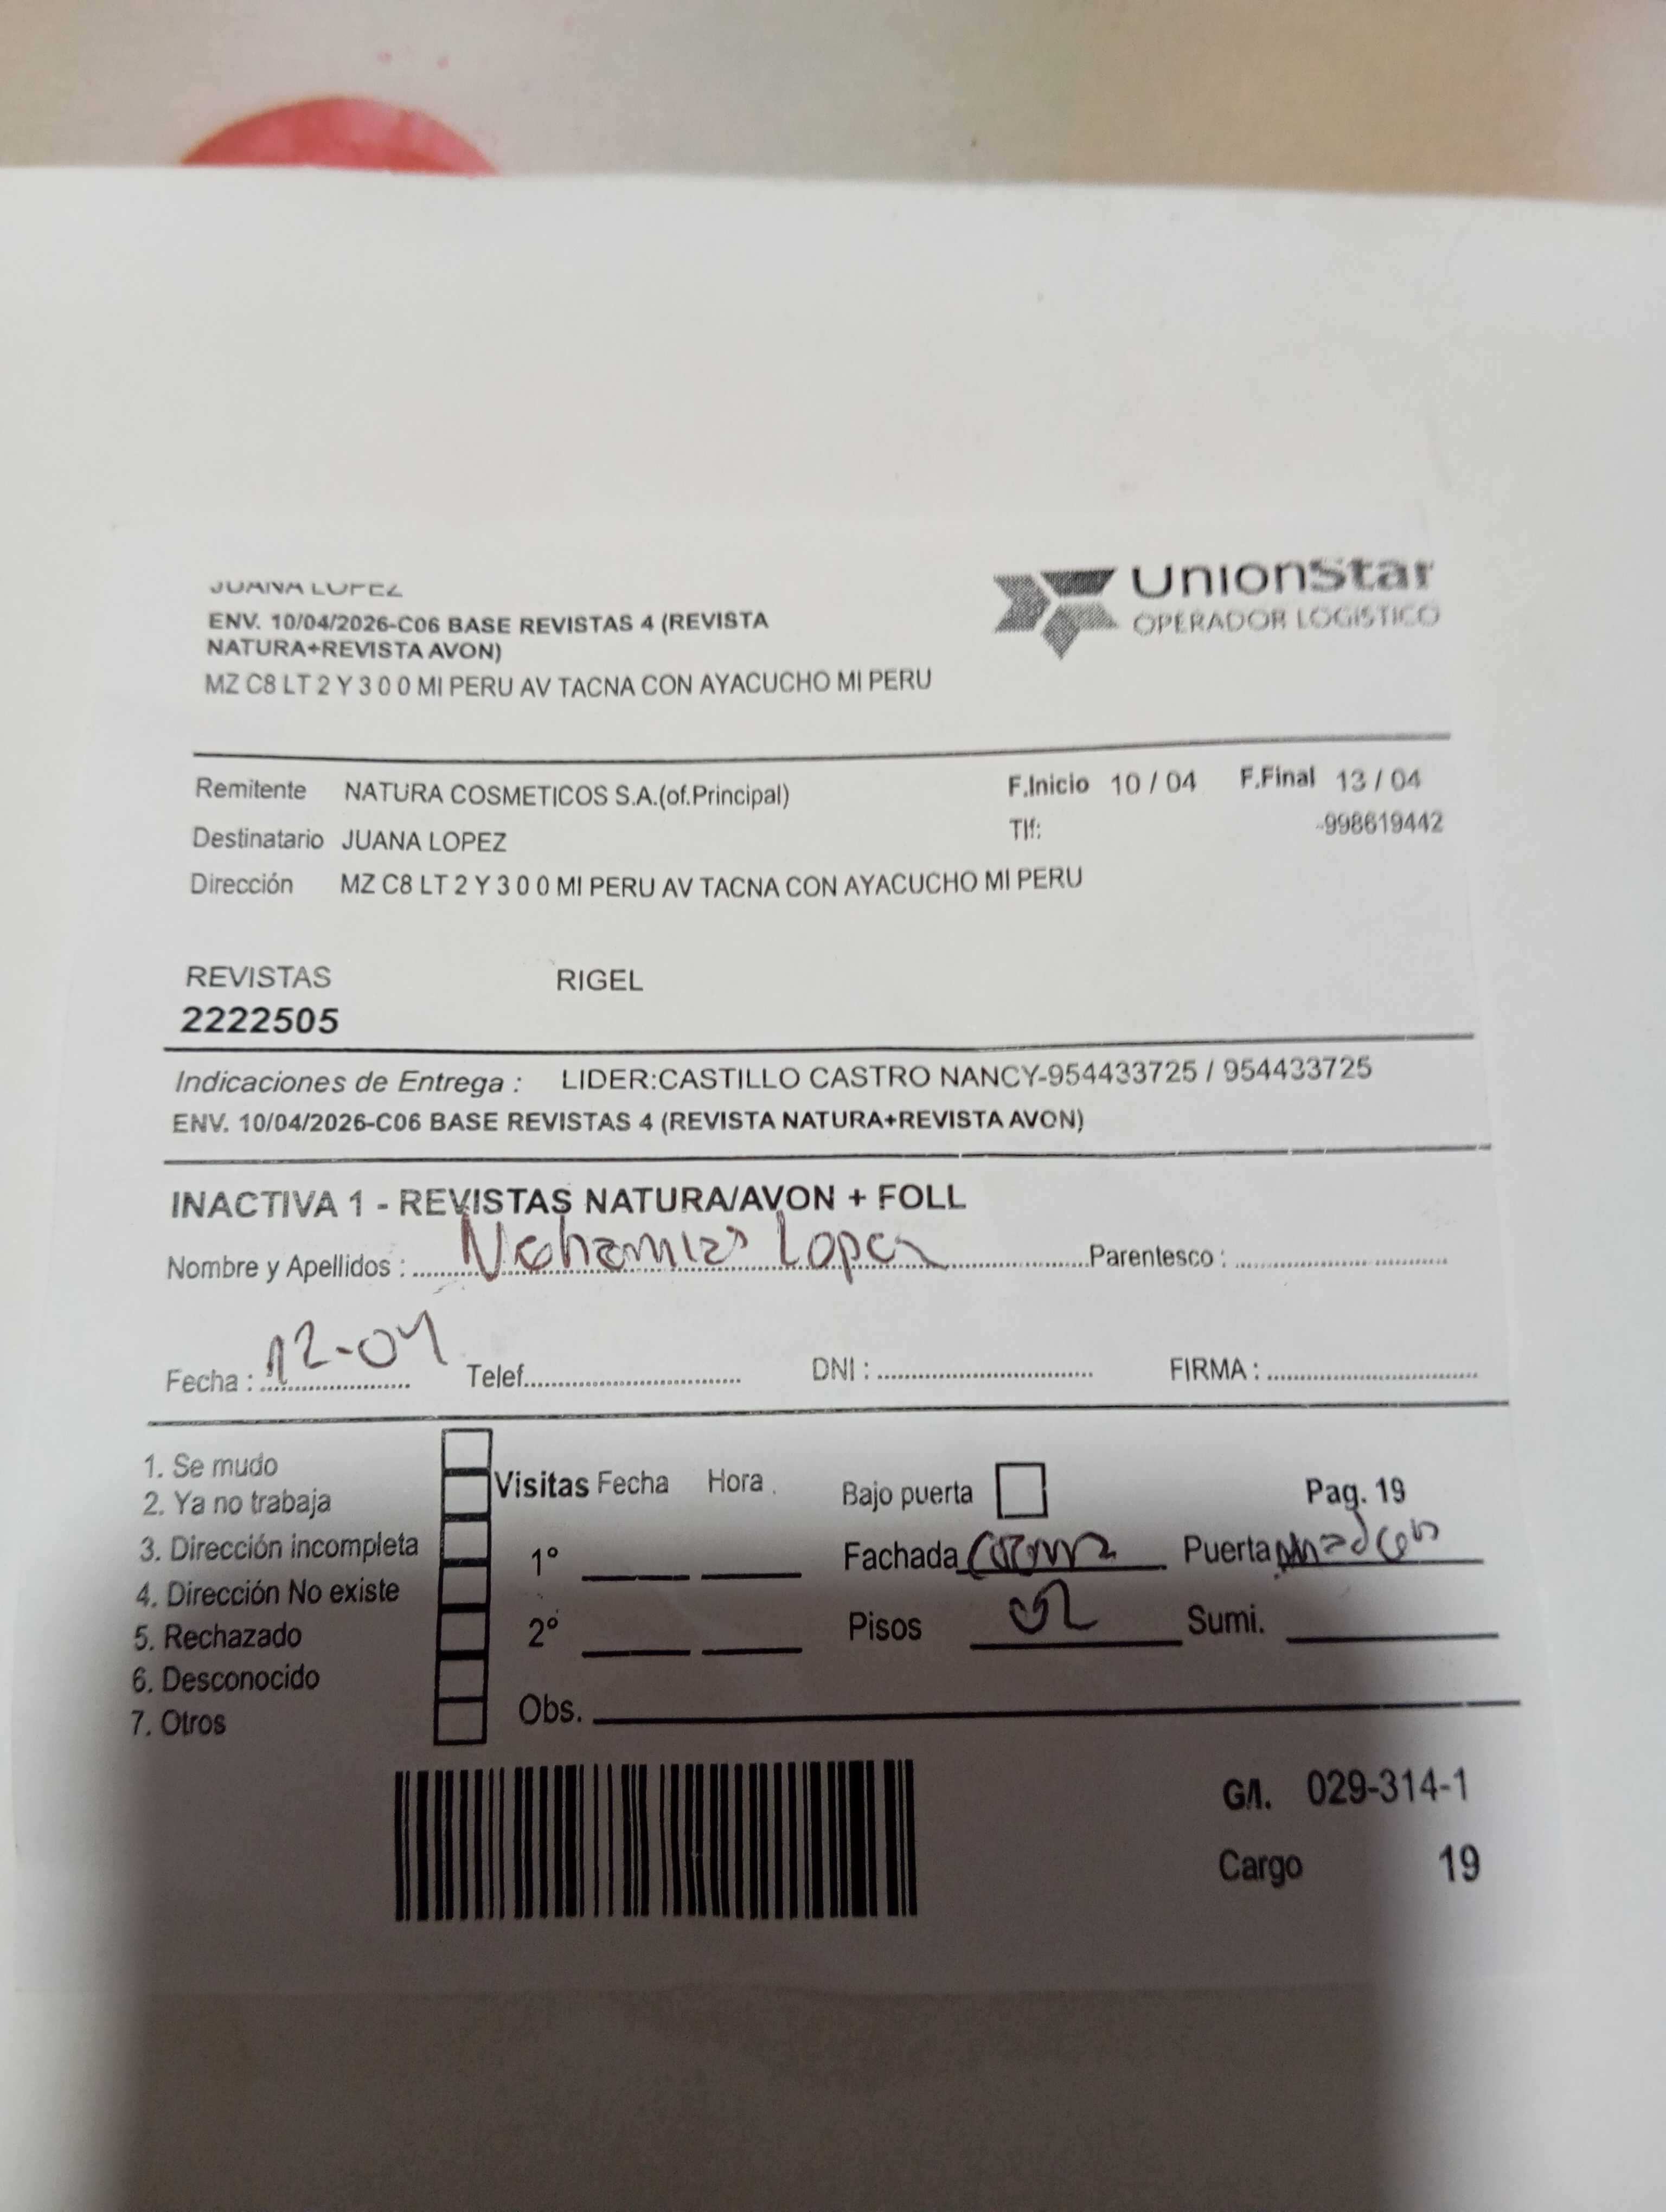 JUANA LOPEZ
ENV. 10/04/2026-C06 BASE REVISTAS 4 (REVISTA
NATURA+REVISTA AVON)
MZ C8 LT 2 Y 3 0 0 MI PERU AV TACNA CON AYACUCHO MI PERU
UnionStar
OPERADOR LOGISTICO
Remitente NATURA COSMETICOS S.A.(of.Principal) F.Inicio 10 / 04 F.Final 13 / 04
Destinatario JUANA LOPEZ Tlf: -998619442
Dirección MZ C8 LT 2 Y 3 0 0 MI PERU AV TACNA CON AYACUCHO MI PERU
REVISTAS RIGEL
2222505
Indicaciones de Entrega : LIDER:CASTILLO CASTRO NANCY-954433725 / 954433725
ENV. 10/04/2026-C06 BASE REVISTAS 4 (REVISTA NATURA+REVISTA AVON)
INACTIVA 1 - REVISTAS NATURA/AVON + FOLL
Nombre y Apellidos : Nehemias Lopez Parentesco :
Fecha : 12-04 Telef. DNI : FIRMA :
1. Se mudo
2. Ya no trabaja
3. Dirección incompleta
4. Dirección No existe
5. Rechazado
6. Desconocido
7. Otros
Visitas Fecha Hora Bajo puerta Pag. 19
1° Fachada Puerta
2° Pisos 02 Sumi.
Obs.
G/I. 029-314-1
Cargo 19